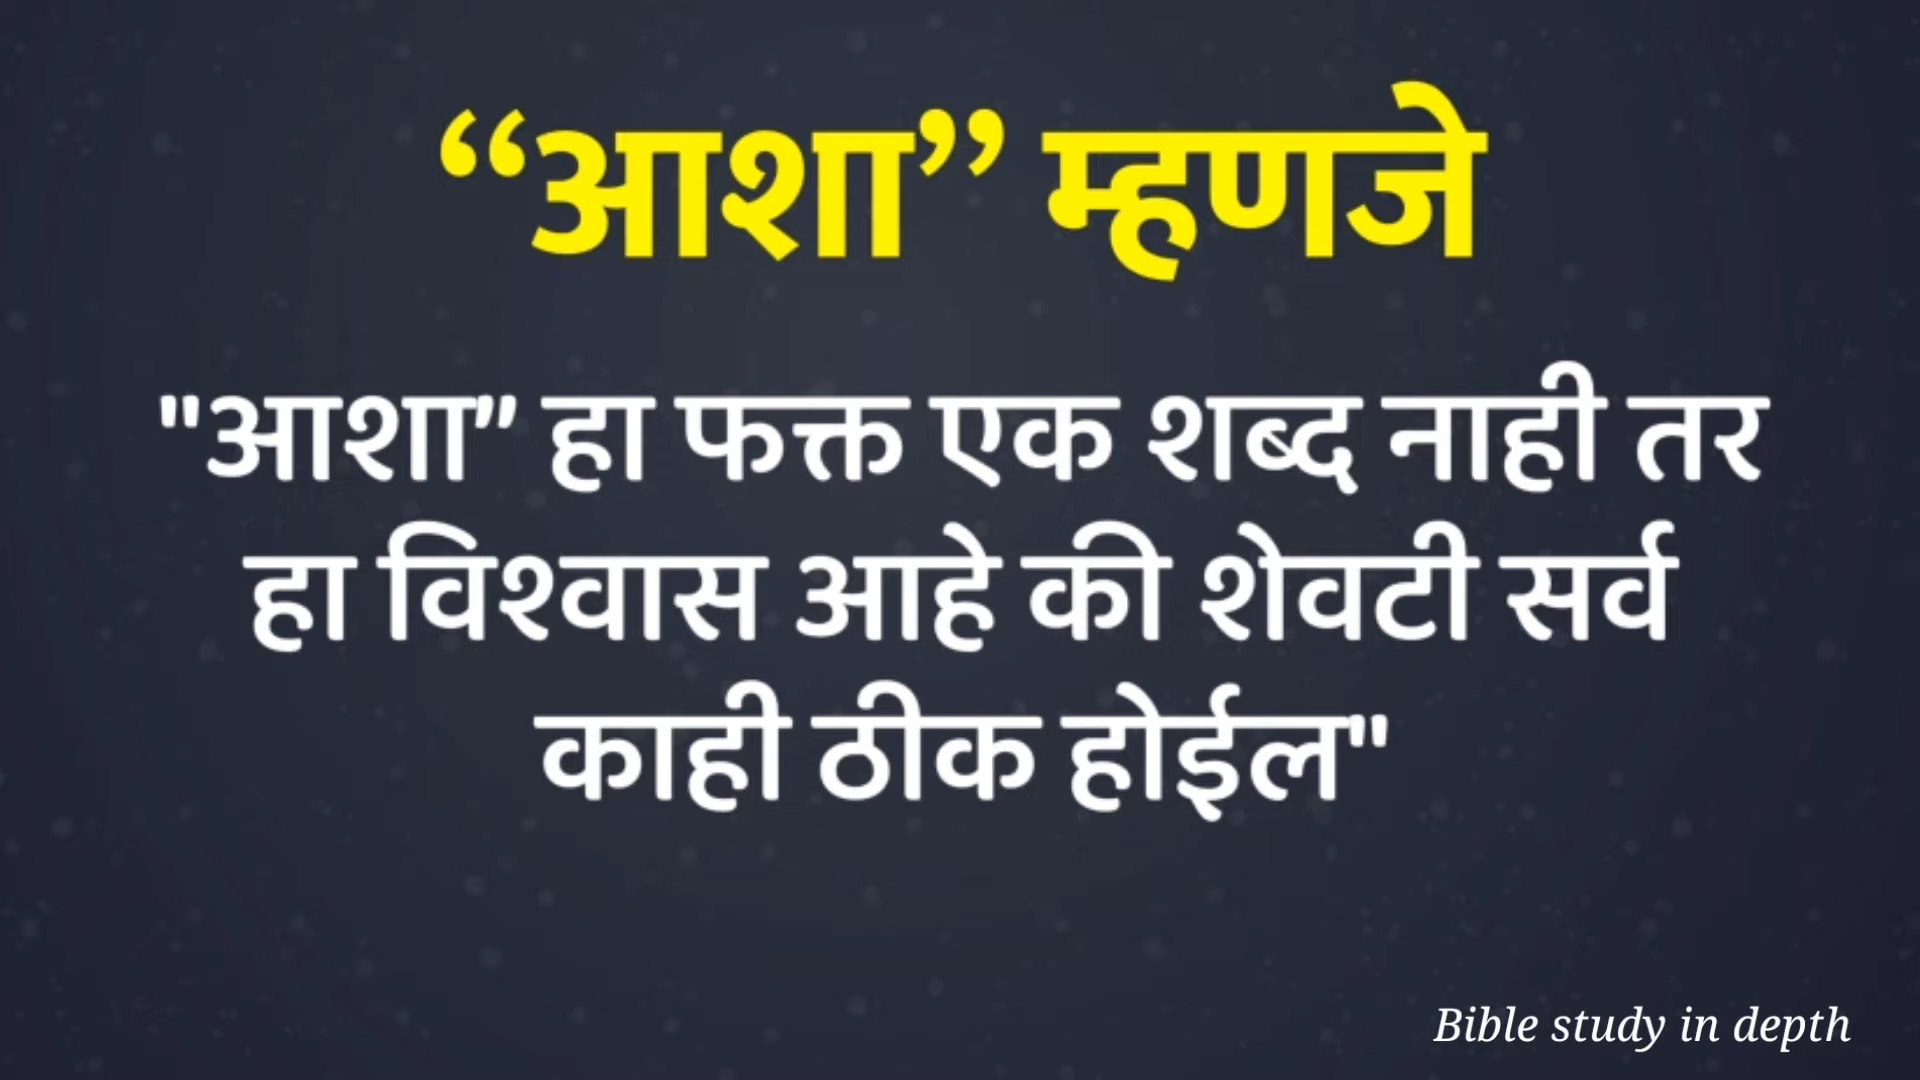 “आशा” म्हणजे
"आशा” हा फक्त एक शब्द नाही तर
हा विश्वास आहे की शेवटी सर्व
काही ठीक होईल"
Bible study in depth